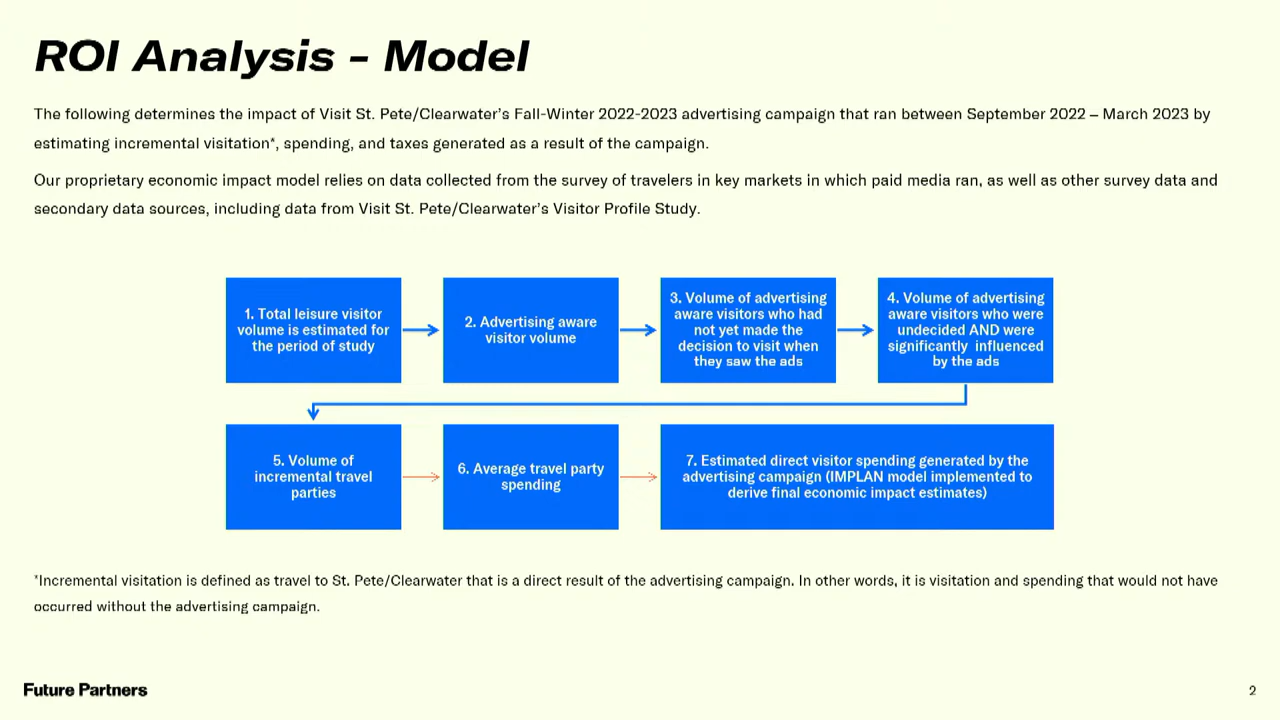 ROI Analysis – Model
The following determines the impact of Visit St. Pete/Clearwater's Fall-Winter 2022-2023 advertising campaign that ran between September 2022 – March 2023 by
estimating incremental visitation*, spending, and taxes generated as a result of the campaign.
Our proprietary economic impact model relies on data collected from the survey of travelers in key markets in which paid media ran, as well as other survey data and
secondary data sources, including data from Visit St. Pete/Clearwater's Visitor Profile Study.
1. Total leisure visitor
volume is estimated for
the period of study
2. Advertising aware
visitor volume
3. Volume of advertising
aware visitors who had
not yet made the
decision to visit when
they saw the ads
4. Volume of advertising
aware visitors who were
undecided AND were
significantly influenced
by the ads
5. Volume of
incremental travel
parties
6. Average travel party
spending
7. Estimated direct visitor spending generated by the
advertising campaign (IMPLAN model implemented to
derive final economic impact estimates)
*Incremental visitation is defined as travel to St. Pete/Clearwater that is a direct result of the advertising campaign. In other words, it is visitation and spending that would not have
occurred without the advertising campaign.
Future Partners
2